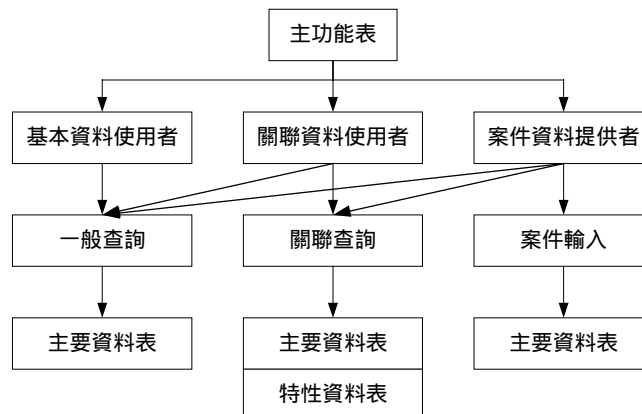 主功能表
基本資料使用者
關聯資料使用者
案件資料提供者
一般查詢
關聯查詢
案件輸入
主要資料表
主要資料表
主要資料表
特性資料表